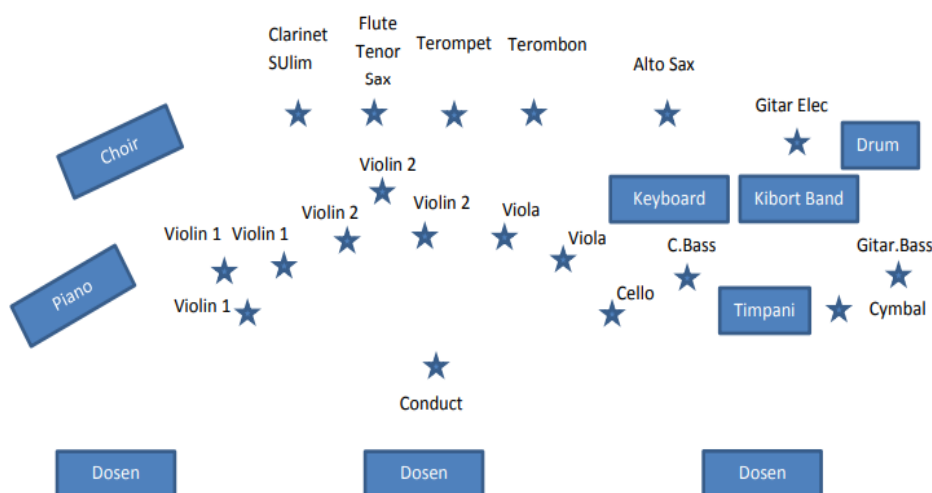 Clarinet
SUlim
Flute
Tenor
Sax
Terompet
Terombon
Alto Sax
Gitar Elec
Choir
Drum
Violin 2
Keyboard
Kibort Band
Violin 2
Violin 2
Viola
Violin 1
Violin 1
Viola
C.Bass
Gitar.Bass
Piano
Violin 1
Cello
Timpani
Cymbal
Conduct
Dosen
Dosen
Dosen